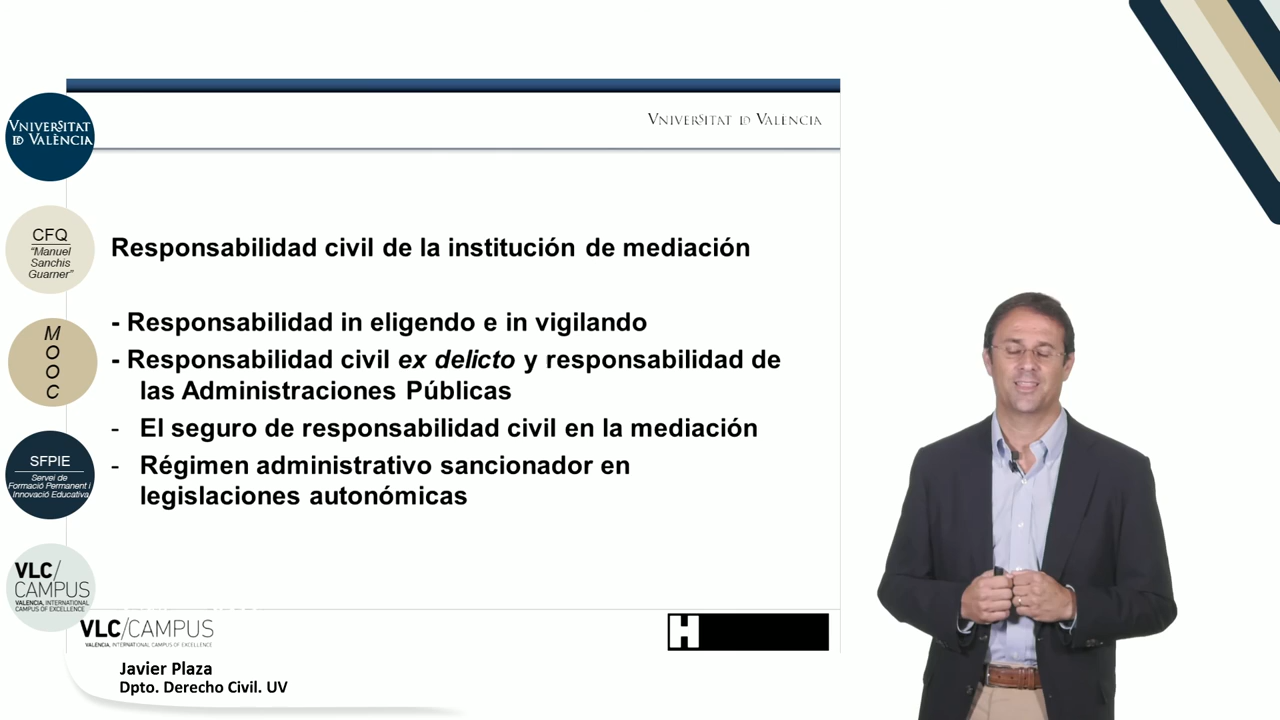 VNIVERSITAT
ID VALÈNCIA
CFQ
"Manuel
Sanchis
Guarner"
M
O
O
C
SFPIE
Servei de
Formació Permanent i
Innovació Educativa
VLC/
CAMPUS
VALENCIA, INTERNATIONAL
CAMPUS OF EXCELLENCE
VNIVERSITAT ID VALÈNCIA
Responsabilidad civil de la institución de mediación
- Responsabilidad in eligendo e in vigilando
- Responsabilidad civil ex delicto y responsabilidad de
las Administraciones Públicas
- El seguro de responsabilidad civil en la mediación
- Régimen administrativo sancionador en
legislaciones autonómicas
VLC/CAMPUS
VALENCIA, INTERNATIONAL CAMPUS OF EXCELLENCE
H
Javier Plaza
Dpto. Derecho Civil. UV